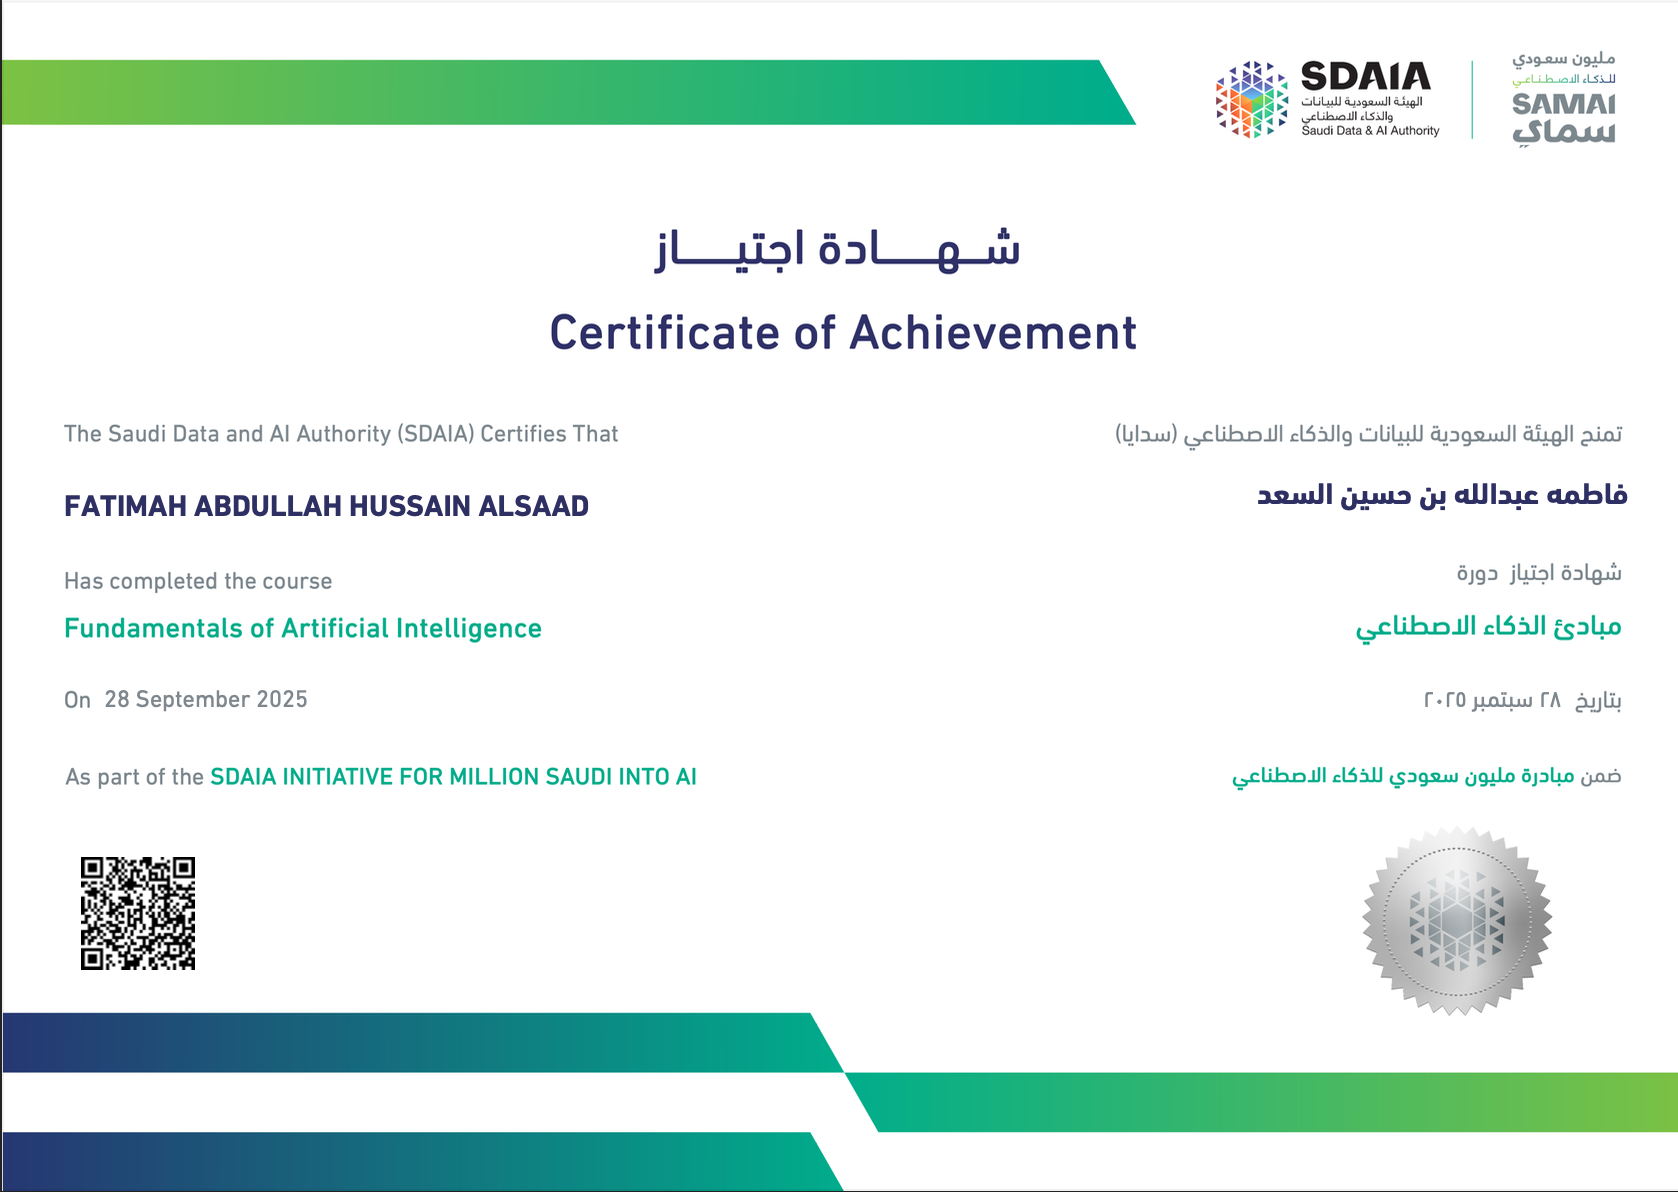 SDAIA
الهيئة السعودية للبيانات
والذكاء الاصطناعي
Saudi Data & AI Authority
مليون سعودي
للذكاء الاصطناعي
SAMAI
سماي
شهادة اجتياز
Certificate of Achievement
The Saudi Data and AI Authority (SDAIA) Certifies That
تمنح الهيئة السعودية للبيانات والذكاء الاصطناعي (سدايا)
FATIMAH ABDULLAH HUSSAIN ALSAAD
فاطمه عبدالله بن حسين السعد
Has completed the course
شهادة اجتياز دورة
Fundamentals of Artificial Intelligence
مبادئ الذكاء الاصطناعي
On 28 September 2025
بتاريخ ٢٨ سبتمبر ٢٠٢٥
As part of the SDAIA INITIATIVE FOR MILLION SAUDI INTO AI
ضمن مبادرة مليون سعودي للذكاء الاصطناعي